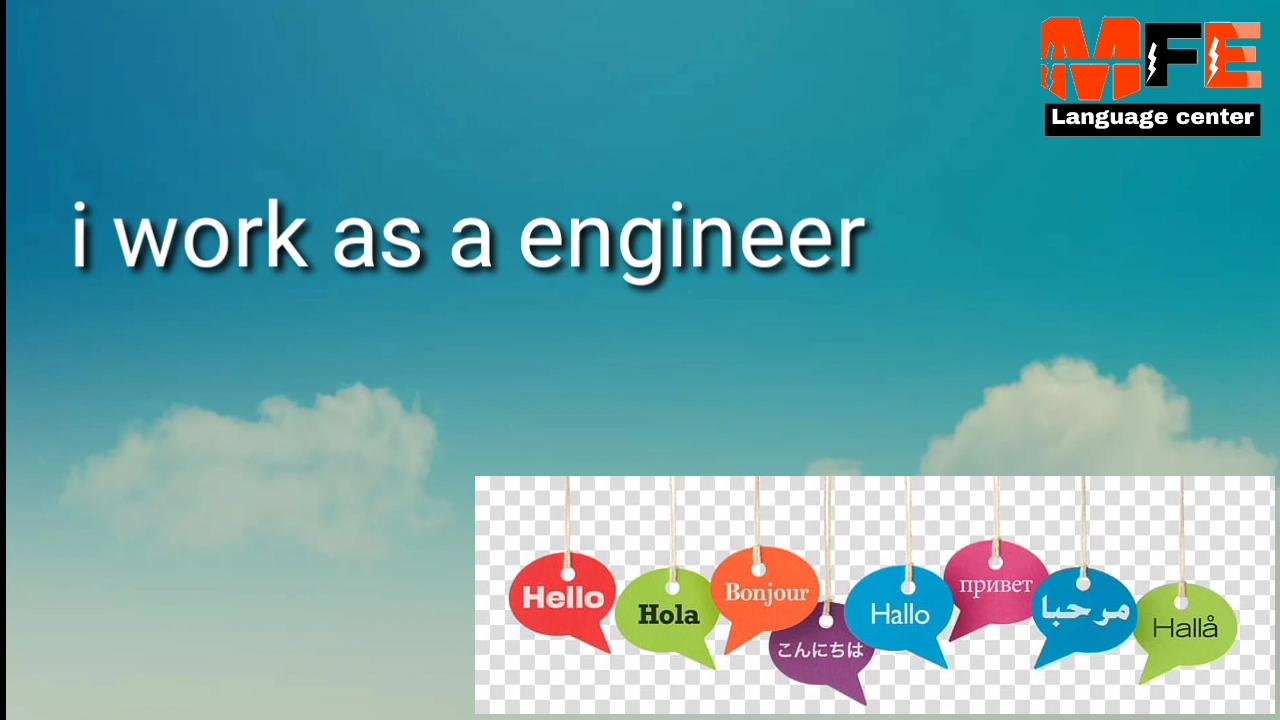 MFE
Language center
i work as a engineer
Hello
Hola
Bonjour
こんにちは
Hallo
привет
مرحبا
Hallå